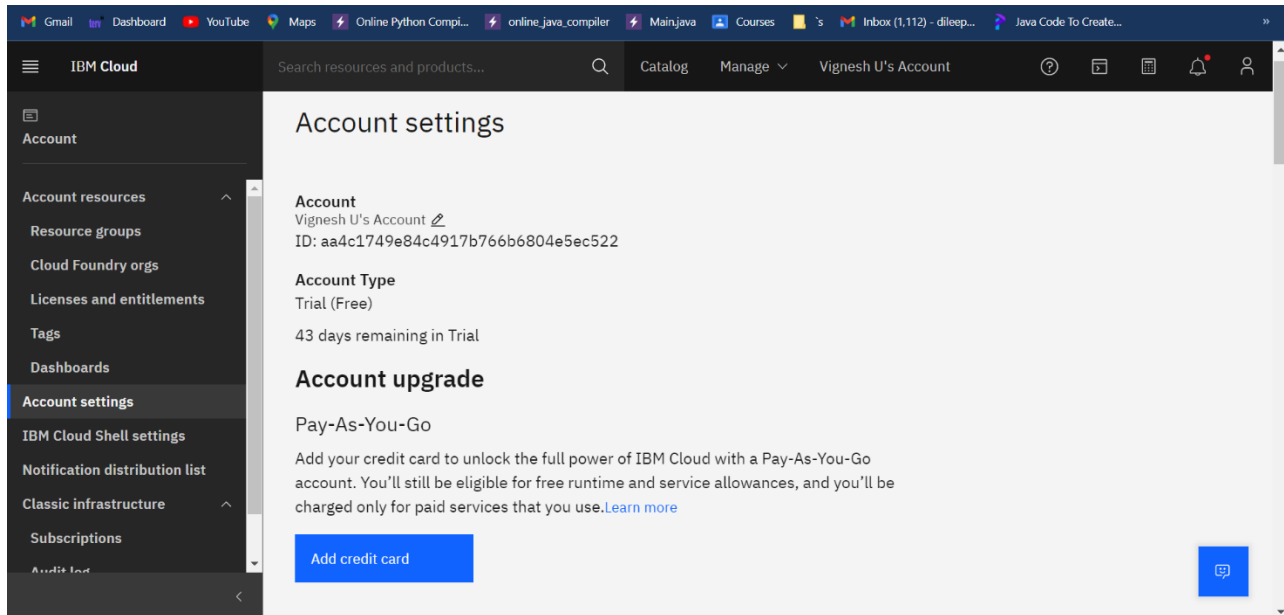 Gmail Dashboard YouTube Maps Online Python Compi... online_java_compiler Main.java Courses `s Inbox (1,112) - dileep... Java Code To Create... »
IBM Cloud Search resources and products... Catalog Manage Vignesh U's Account
Account
Account resources
Resource groups
Cloud Foundry orgs
Licenses and entitlements
Tags
Dashboards
Account settings
IBM Cloud Shell settings
Notification distribution list
Classic infrastructure
Subscriptions
Audit log
Account settings
Account
Vignesh U's Account
ID: aa4c1749e84c4917b766b6804e5ec522
Account Type
Trial (Free)
43 days remaining in Trial
Account upgrade
Pay-As-You-Go
Add your credit card to unlock the full power of IBM Cloud with a Pay-As-You-Go
account. You’ll still be eligible for free runtime and service allowances, and you’ll be
charged only for paid services that you use.Learn more
Add credit card